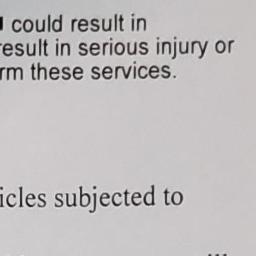 could result in
result in serious injury or
rm these services.
icles subjected to